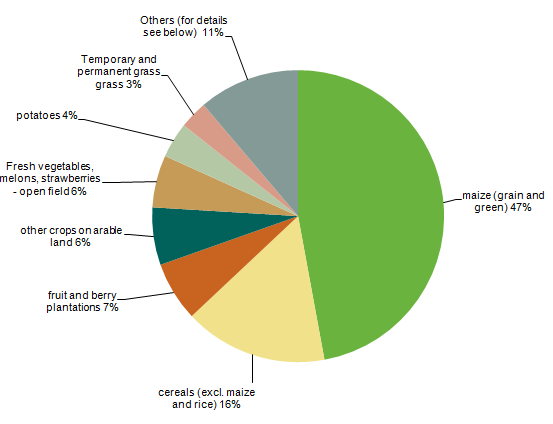 Others (for details
see below) 11%
Temporary and
permanent grass
grass 3%
potatoes 4%
Fresh vegetables,
melons, strawberries
- open field 6%
other crops on arable
land 6%
fruit and berry
plantations 7%
cereals (excl. maize
and rice) 16%
maize (grain and
green) 47%